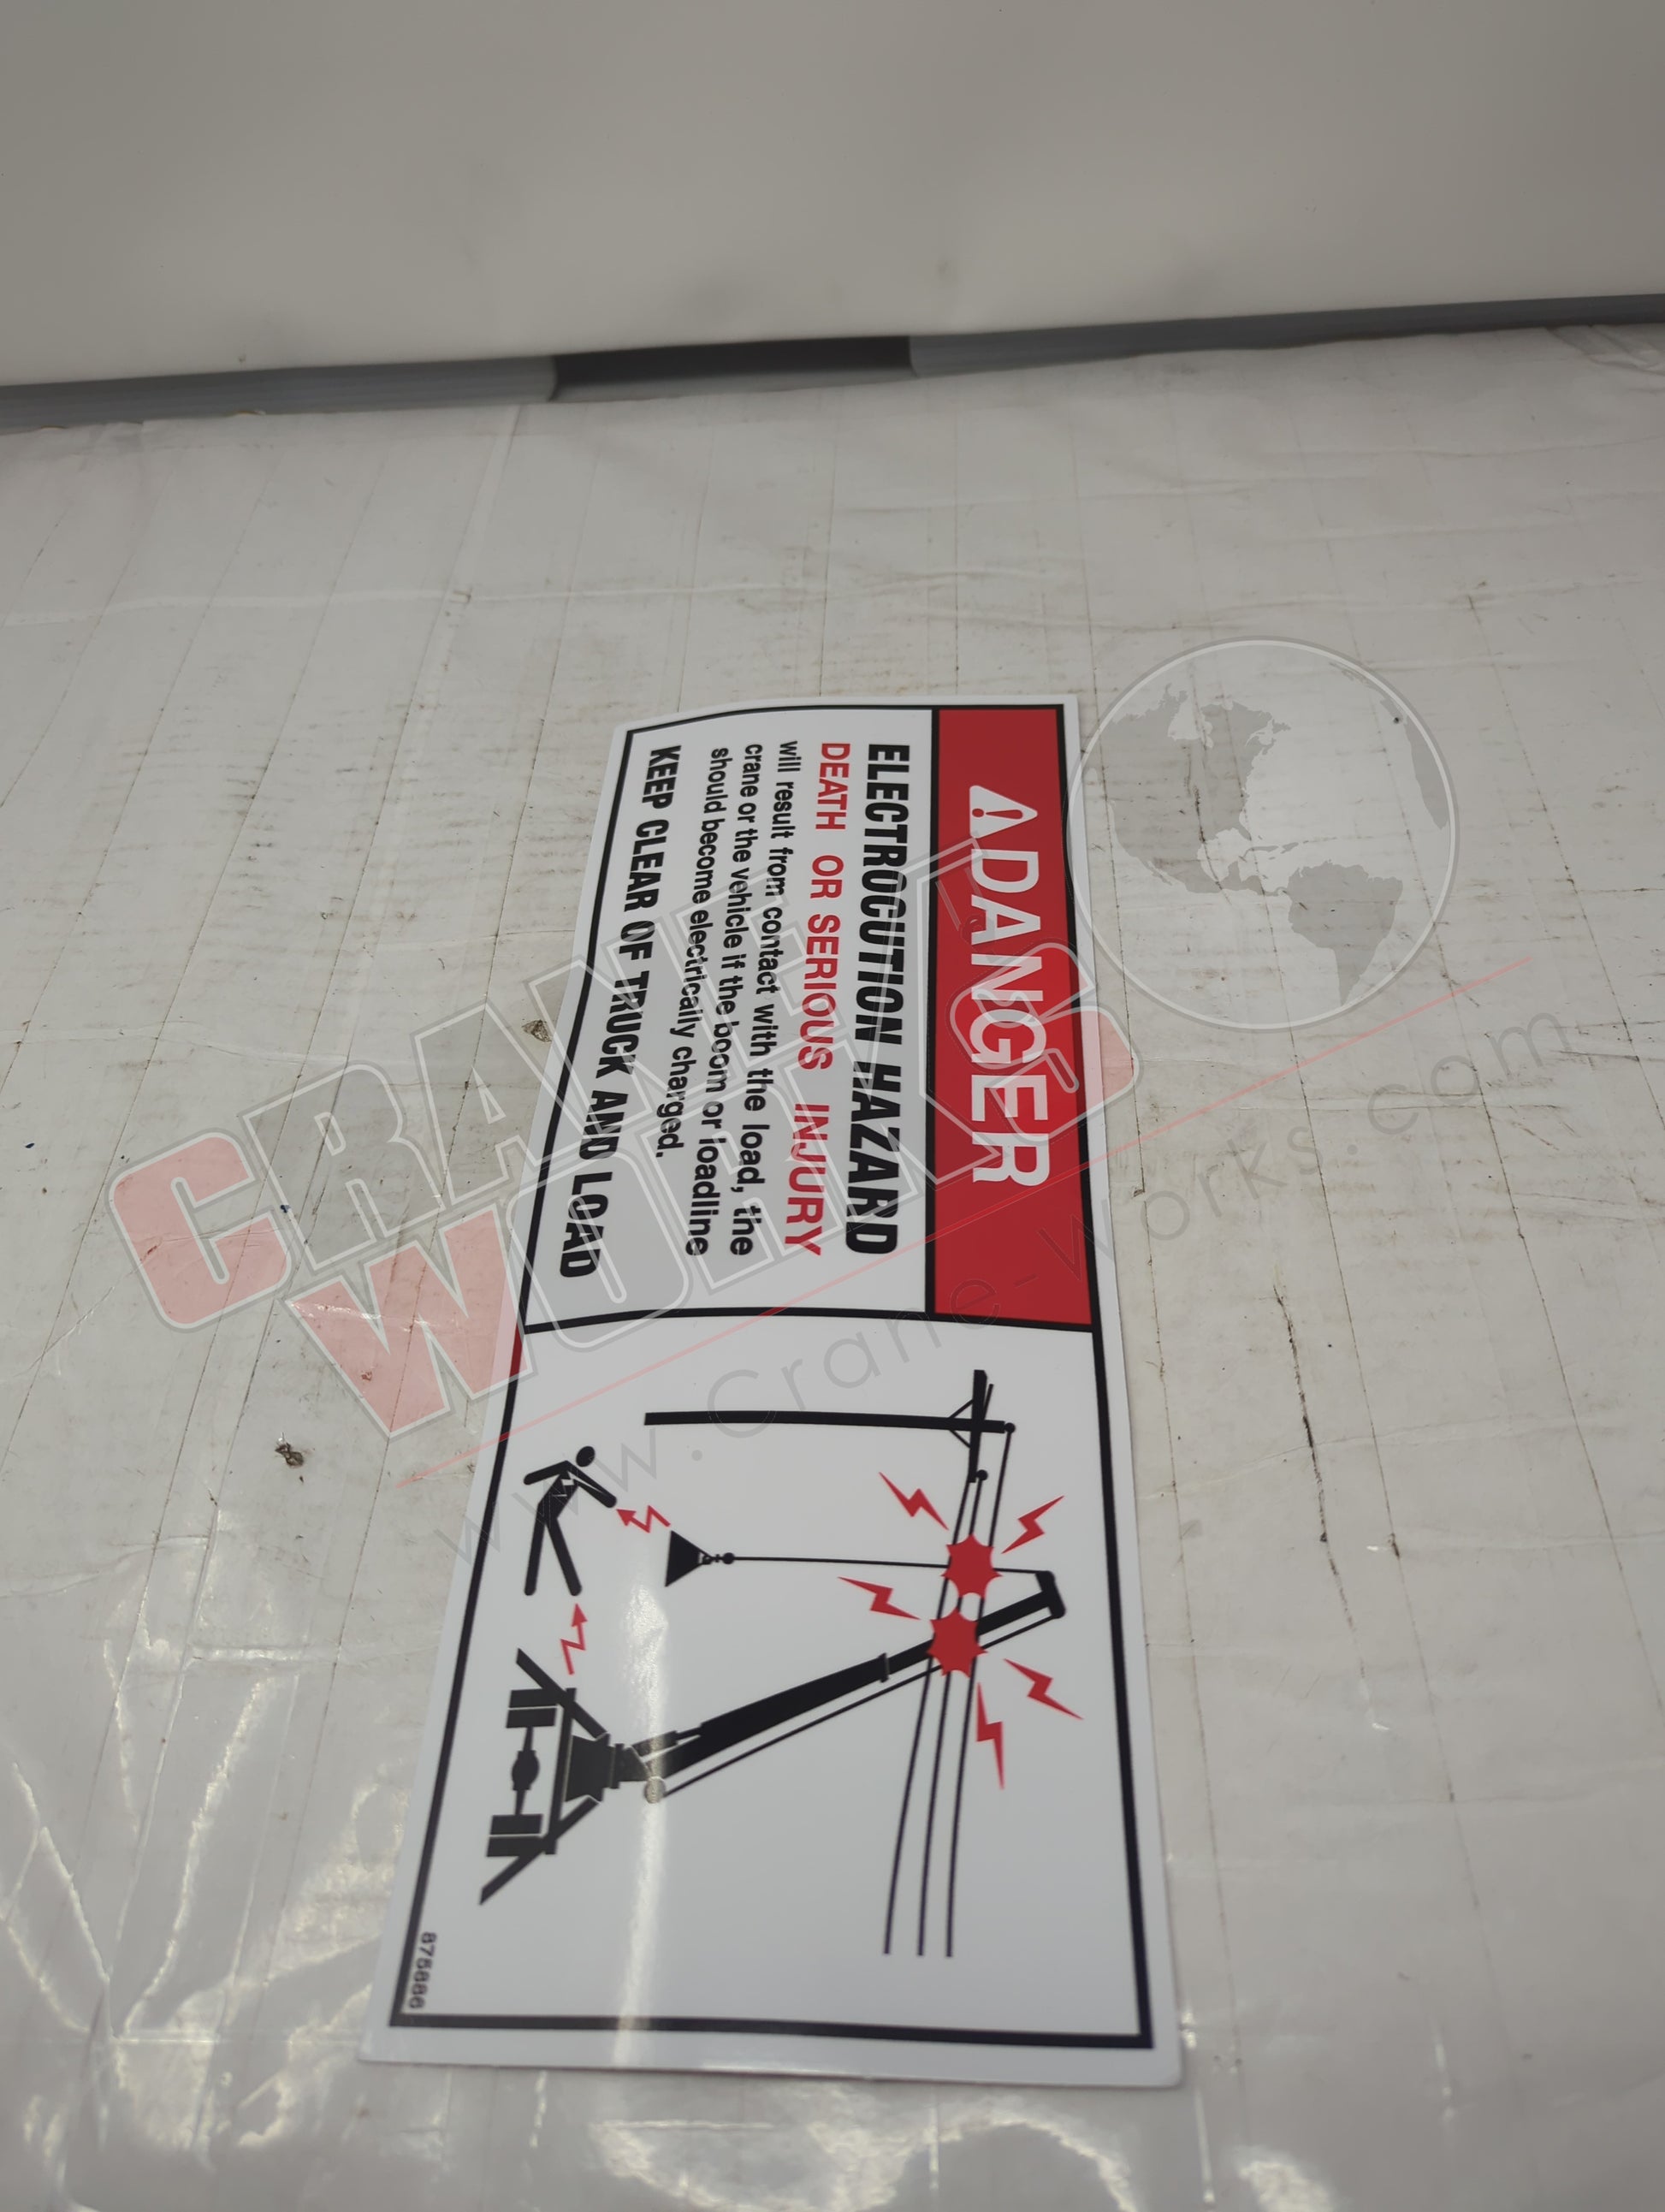 DANGER
ELECTROCUTION HAZARD
DEATH OR SERIOUS INJURY
will result from contact with the load, the
crane or the vehicle if the boom or loadline
should become electrically charged.
KEEP CLEAR OF TRUCK AND LOAD
CRANE
WORKS
www.Crane-Works.com